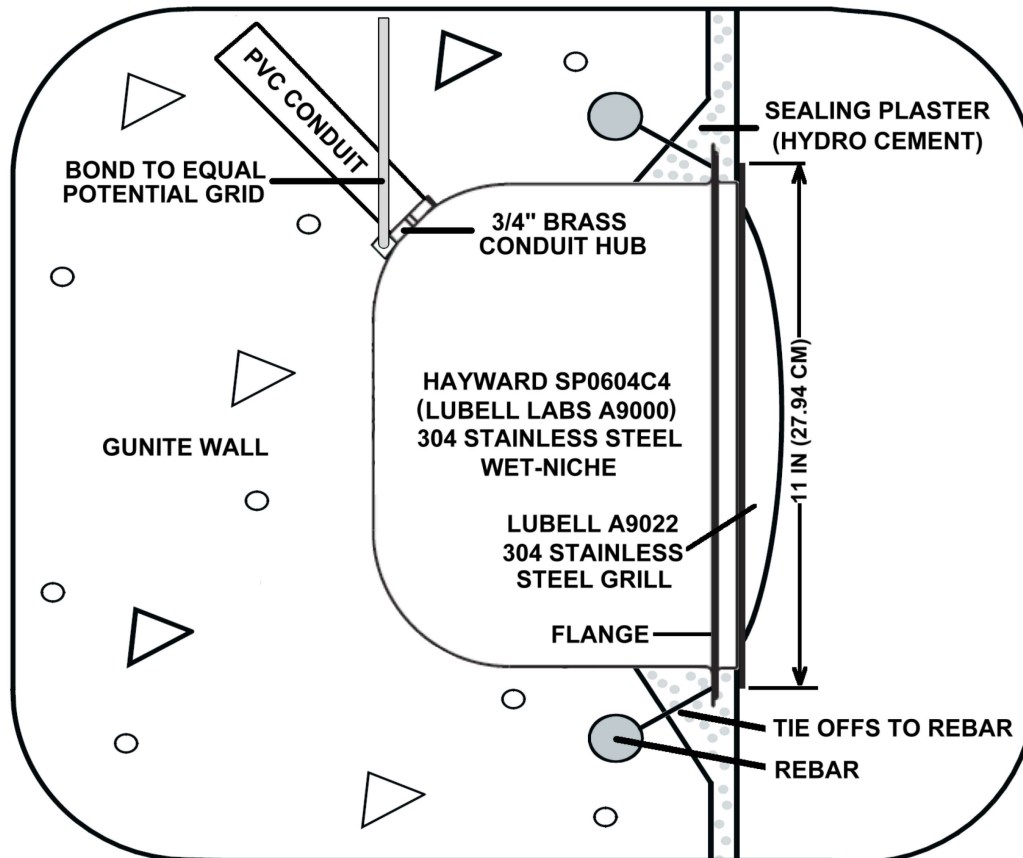 PVC CONDUIT
SEALING PLASTER
(HYDRO CEMENT)
BOND TO EQUAL
POTENTIAL GRID
3/4" BRASS
CONDUIT HUB
HAYWARD SP0604C4
(LUBELL LABS A9000)
304 STAINLESS STEEL
WET-NICHE
11 IN (27.94 CM)
GUNITE WALL
LUBELL A9022
304 STAINLESS
STEEL GRILL
FLANGE
TIE OFFS TO REBAR
REBAR